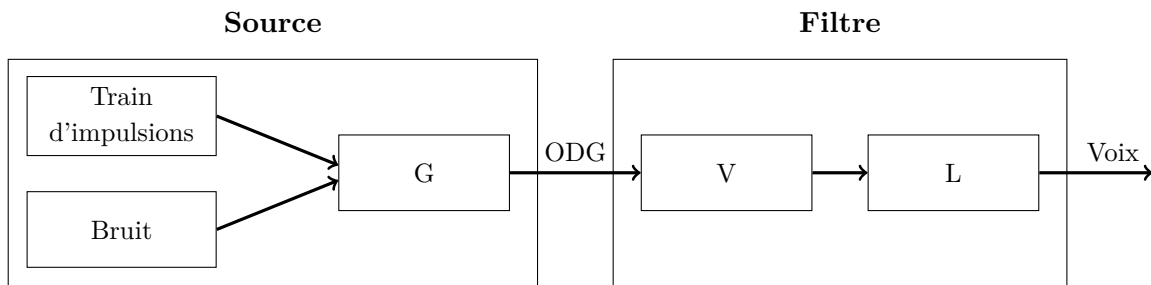 Source
Filtre
Train
d'impulsions
Bruit
G
ODG
V
L
Voix